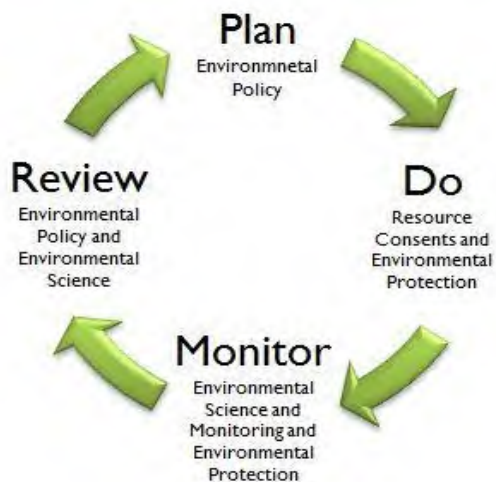 Plan
Environmnetal
Policy
Do
Resource
Consents and
Environmental
Protection
Monitor
Environmental
Science and
Monitoring and
Environmental
Protection
Review
Environmental
Policy and
Environmental
Science